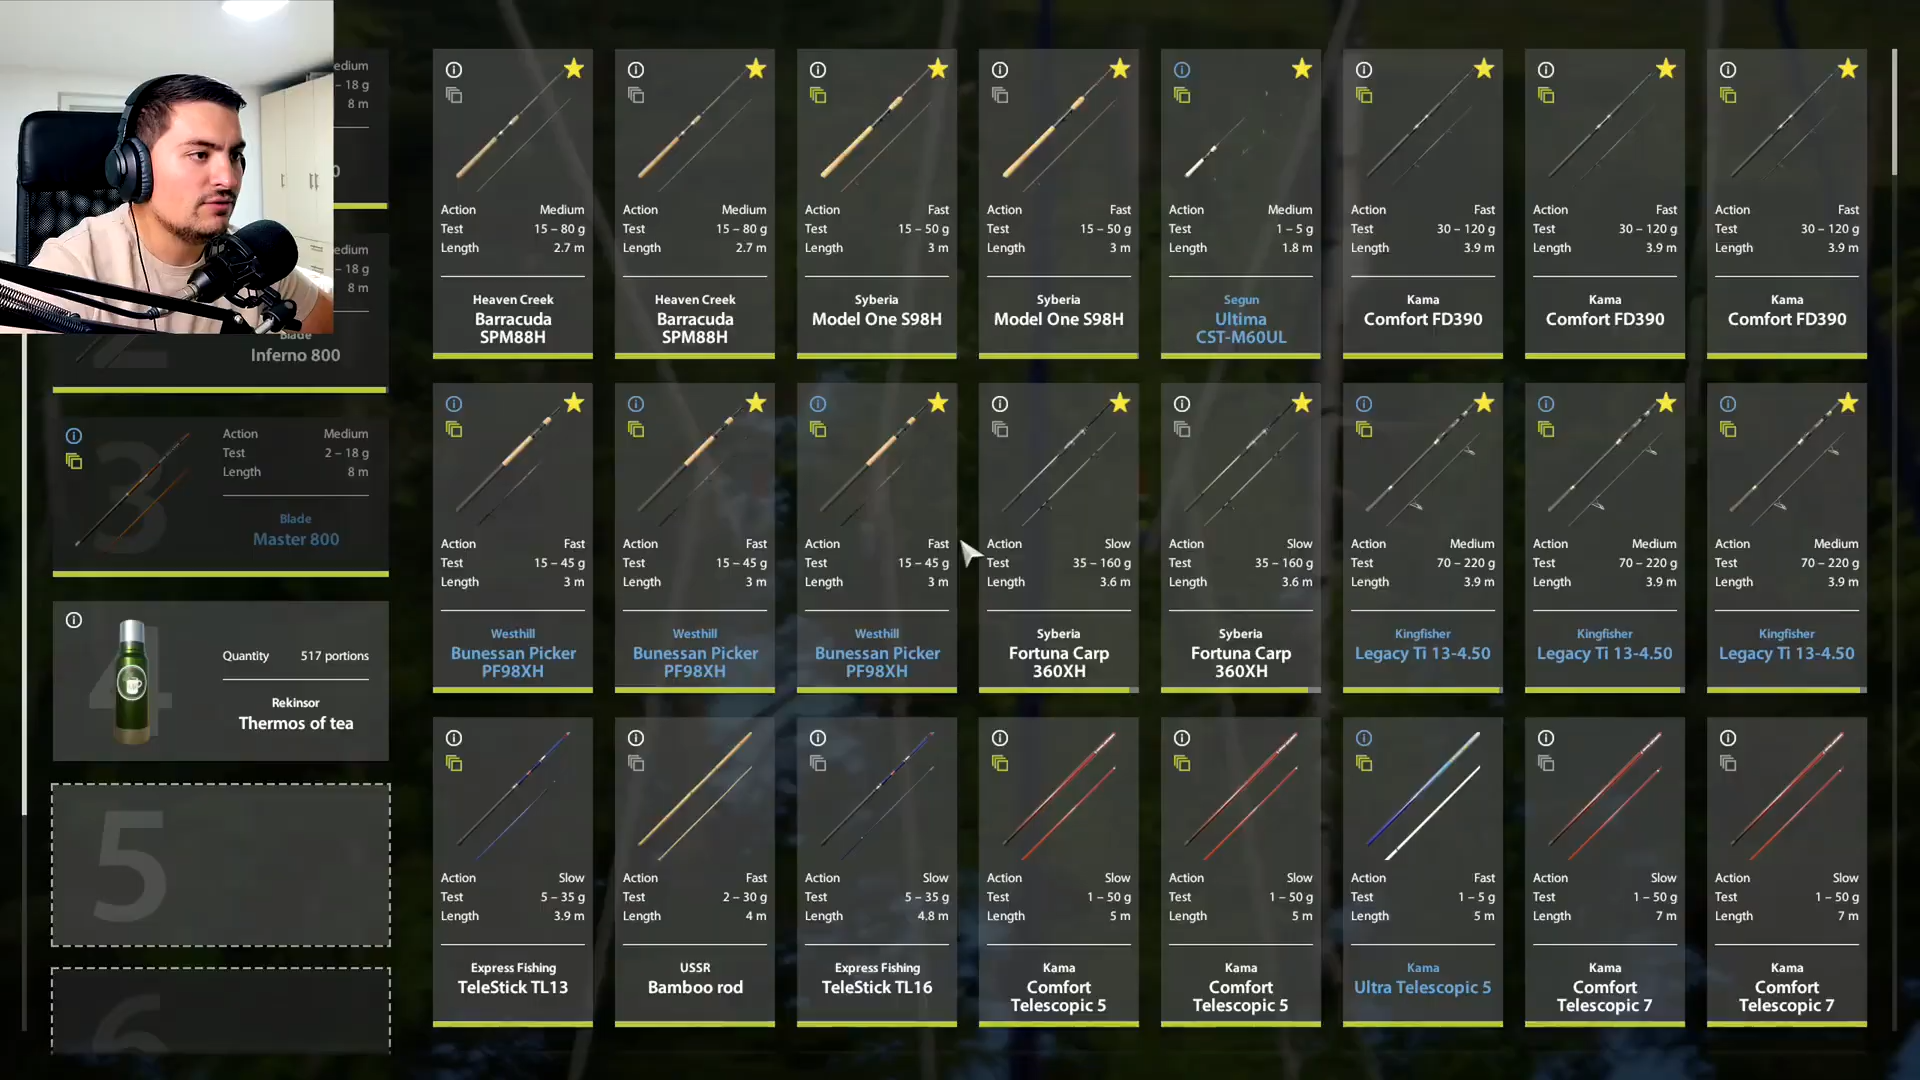 edium
– 18 g
8 m
0
edium
– 18 g
8 m
2
Blade
Inferno 800
3
Action Medium
Test 2 – 18 g
Length 8 m
Blade
Master 800
4
Quantity 517 portions
Rekinsor
Thermos of tea
5
6
Action Medium
Test 15 – 80 g
Length 2.7 m
Heaven Creek
Barracuda
SPM88H
Action Medium
Test 15 – 80 g
Length 2.7 m
Heaven Creek
Barracuda
SPM88H
Action Fast
Test 15 – 50 g
Length 3 m
Syberia
Model One S98H
Action Fast
Test 15 – 50 g
Length 3 m
Syberia
Model One S98H
Action Medium
Test 1 – 5 g
Length 1.8 m
Segun
Ultima
CST-M60UL
Action Fast
Test 30 – 120 g
Length 3.9 m
Kama
Comfort FD390
Action Fast
Test 30 – 120 g
Length 3.9 m
Kama
Comfort FD390
Action Fast
Test 30 – 120 g
Length 3.9 m
Kama
Comfort FD390
Action Fast
Test 15 – 45 g
Length 3 m
Westhill
Bunessan Picker
PF98XH
Action Fast
Test 15 – 45 g
Length 3 m
Westhill
Bunessan Picker
PF98XH
Action Fast
Test 15 – 45 g
Length 3 m
Westhill
Bunessan Picker
PF98XH
Action Slow
Test 35 – 160 g
Length 3.6 m
Syberia
Fortuna Carp
360XH
Action Slow
Test 35 – 160 g
Length 3.6 m
Syberia
Fortuna Carp
360XH
Action Medium
Test 70 – 220 g
Length 3.9 m
Kingfisher
Legacy Ti 13-4.50
Action Medium
Test 70 – 220 g
Length 3.9 m
Kingfisher
Legacy Ti 13-4.50
Action Medium
Test 70 – 220 g
Length 3.9 m
Kingfisher
Legacy Ti 13-4.50
Action Slow
Test 5 – 35 g
Length 3.9 m
Express Fishing
TeleStick TL13
Action Fast
Test 2 – 30 g
Length 4 m
USSR
Bamboo rod
Action Slow
Test 5 – 35 g
Length 4.8 m
Express Fishing
TeleStick TL16
Action Slow
Test 1 – 50 g
Length 5 m
Kama
Comfort
Telescopic 5
Action Slow
Test 1 – 50 g
Length 5 m
Kama
Comfort
Telescopic 5
Action Fast
Test 1 – 5 g
Length 5 m
Kama
Ultra Telescopic 5
Action Slow
Test 1 – 50 g
Length 7 m
Kama
Comfort
Telescopic 7
Action Slow
Test 1 – 50 g
Length 7 m
Kama
Comfort
Telescopic 7